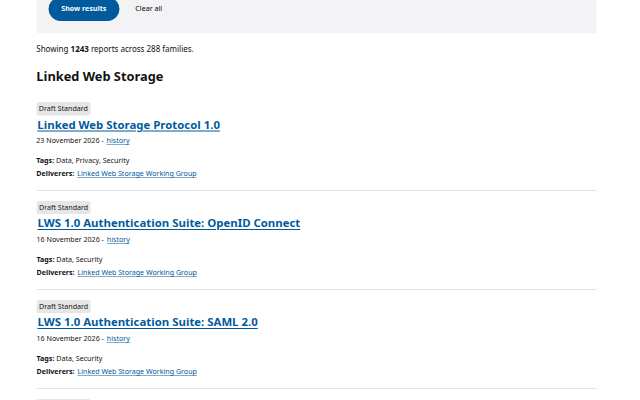 Show results
Clear all
Showing 1243 reports across 288 families.
Linked Web Storage
Draft Standard
Linked Web Storage Protocol 1.0
23 November 2026 - history
Tags: Data, Privacy, Security
Deliverers: Linked Web Storage Working Group
Draft Standard
LWS 1.0 Authentication Suite: OpenID Connect
16 November 2026 - history
Tags: Data, Security
Deliverers: Linked Web Storage Working Group
Draft Standard
LWS 1.0 Authentication Suite: SAML 2.0
16 November 2026 - history
Tags: Data, Security
Deliverers: Linked Web Storage Working Group